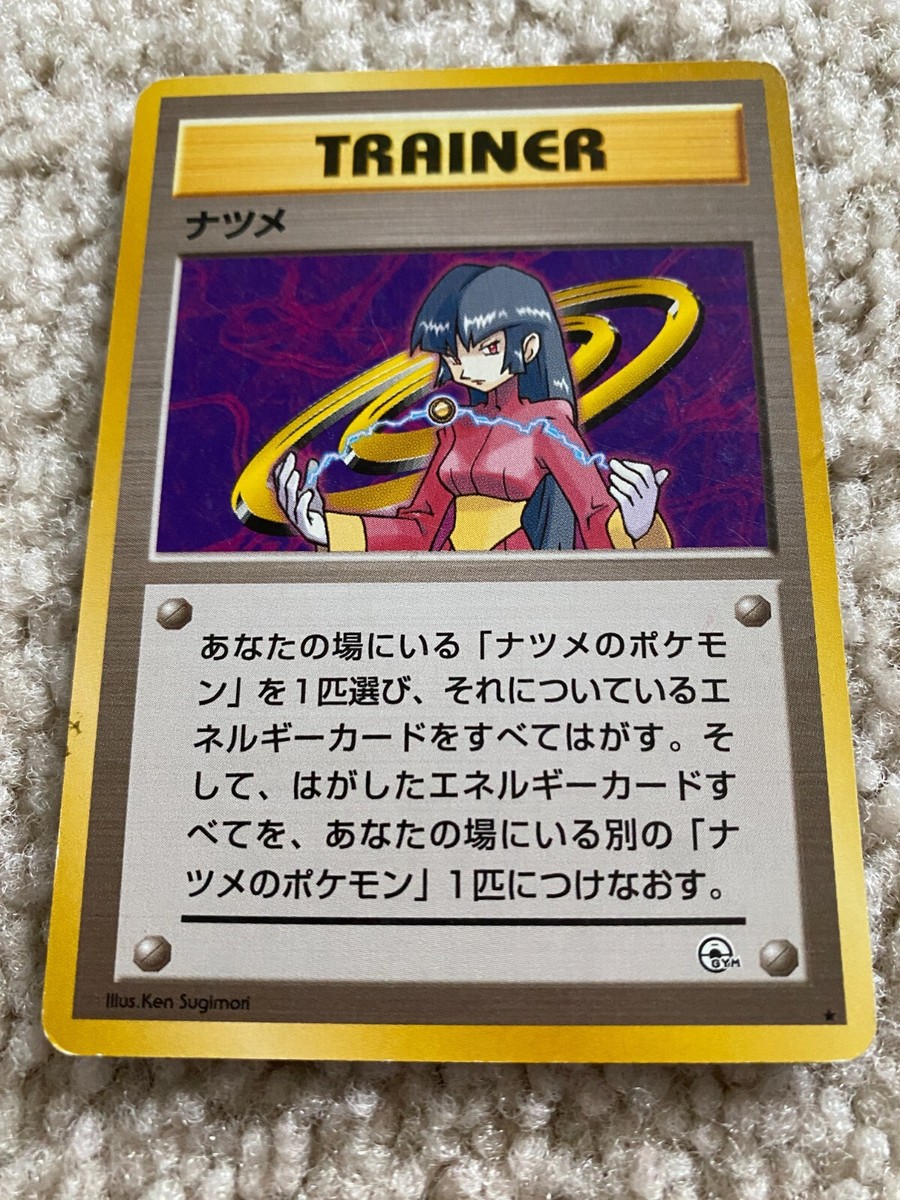 TRAINER
ナツメ
あなたの場にいる「ナツメのポケモ
ン」を1匹選び、それについているエ
ネルギーカードをすべてはがす。そ
して、はがしたエネルギーカードす
べてを、あなたの場にいる別の「ナ
ツメのポケモン」1匹につけなおす。
GYM
Illus.Ken Sugimori
★